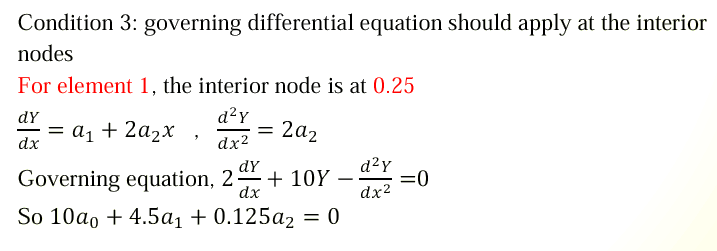 Condition 3: governing differential equation should apply at the interior
nodes
For element 1, the interior node is at 0.25
dY/dx = a₁ + 2a₂x , d²Y/dx² = 2a₂
Governing equation, 2 dY/dx + 10Y − d²Y/dx² =0
So 10a₀ + 4.5a₁ + 0.125a₂ = 0